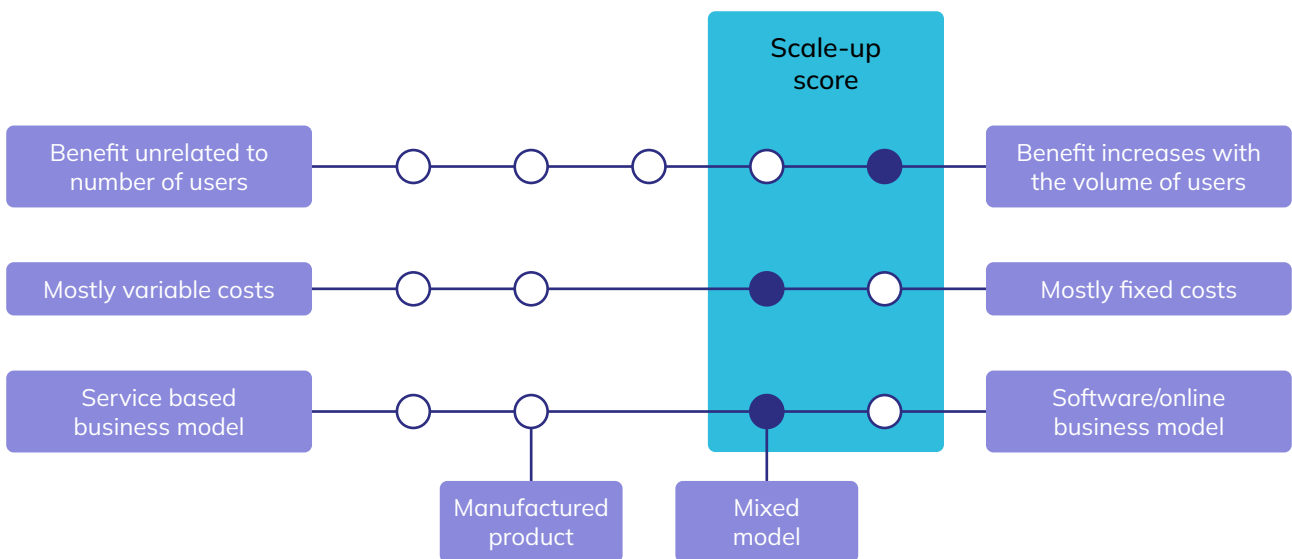 Scale-up
score
Benefit unrelated to
number of users
Benefit increases with
the volume of users
Mostly variable costs
Mostly fixed costs
Service based
business model
Software/online
business model
Manufactured
product
Mixed
model